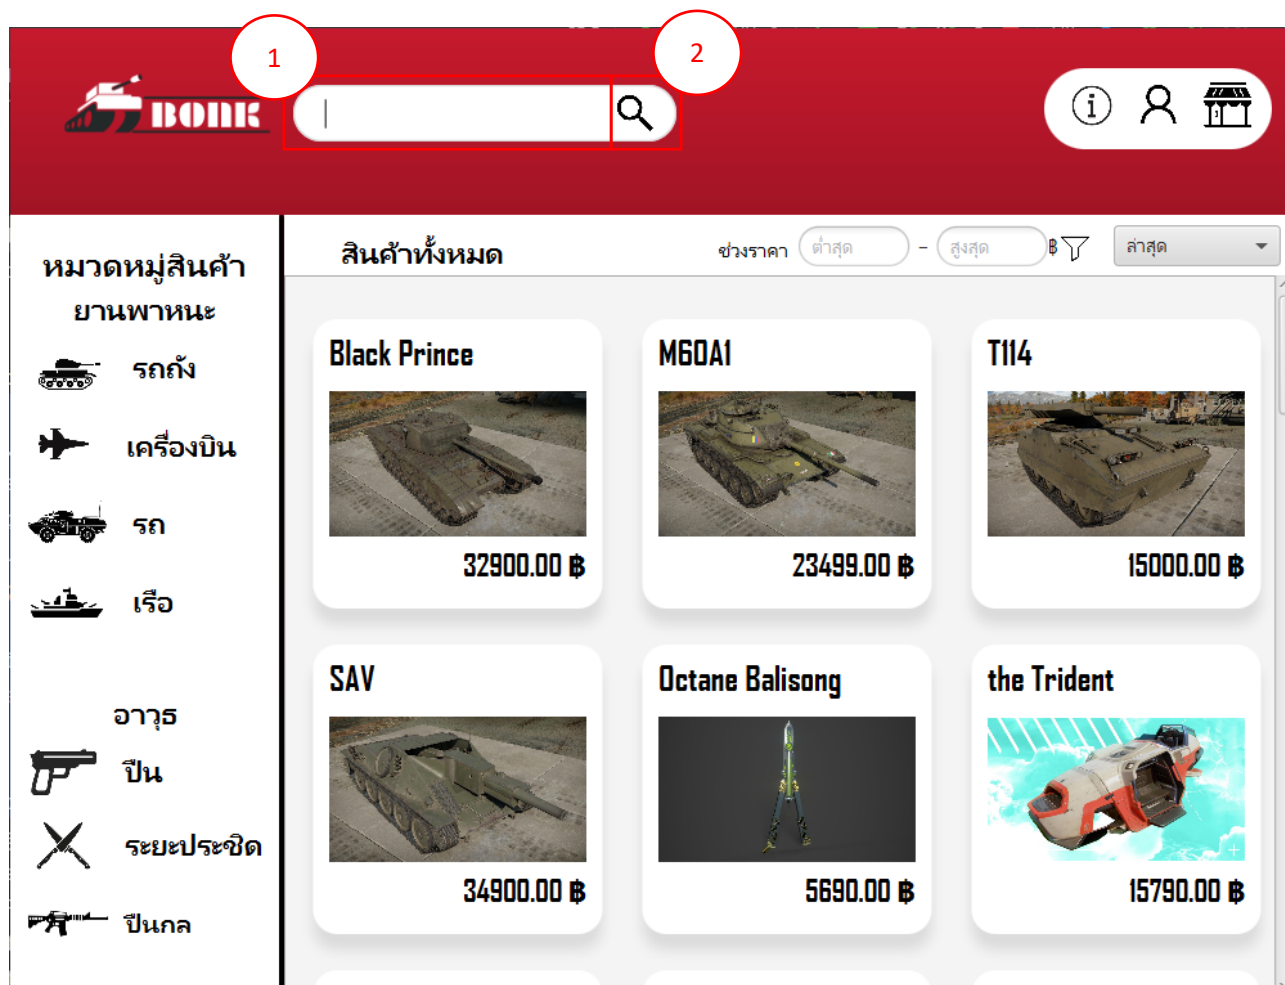 1
2
BONK
สินค้าทั้งหมด
ช่วงราคา ต่ำสุด - สูงสุด ฿
ล่าสุด
หมวดหมู่สินค้า
ยานพาหนะ
รถถัง
เครื่องบิน
รถ
เรือ
อาวุธ
ปืน
ระยะประชิด
ปืนกล
Black Prince
32900.00 ฿
M60A1
23499.00 ฿
T114
15000.00 ฿
SAV
34900.00 ฿
Octane Balisong
5690.00 ฿
the Trident
15790.00 ฿